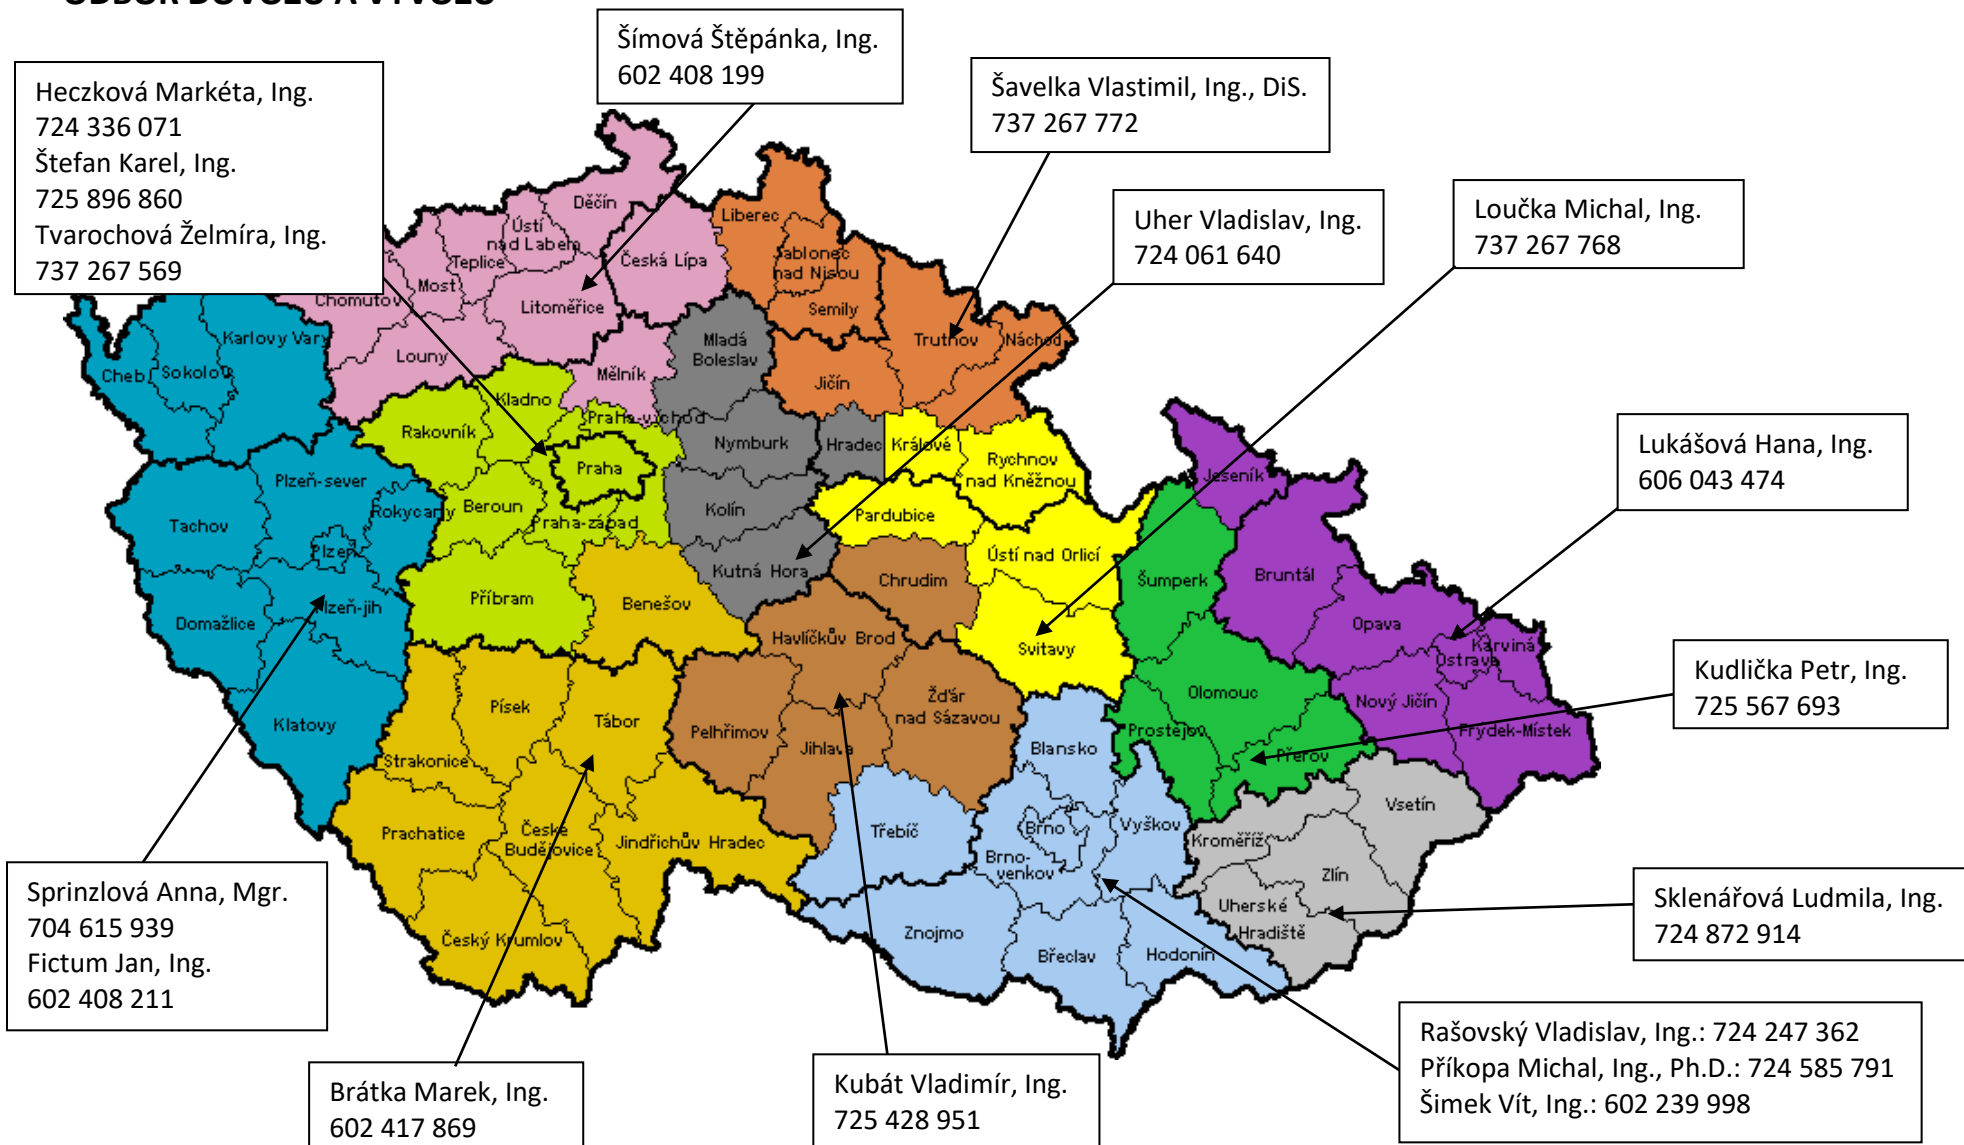 ODBOR DOVOZU A VÝVOZU
Šímová Štěpánka, Ing.
602 408 199
Heczková Markéta, Ing.
724 336 071
Štefan Karel, Ing.
725 896 860
Tvarochová Želmíra, Ing.
737 267 569
Šavelka Vlastimil, Ing., DiS.
737 267 772
Uher Vladislav, Ing.
724 061 640
Loučka Michal, Ing.
737 267 768
Lukášová Hana, Ing.
606 043 474
Kudlička Petr, Ing.
725 567 693
Sklenářová Ludmila, Ing.
724 872 914
Rašovský Vladislav, Ing.: 724 247 362
Příkopa Michal, Ing., Ph.D.: 724 585 791
Šimek Vít, Ing.: 602 239 998
Kubát Vladimír, Ing.
725 428 951
Brátka Marek, Ing.
602 417 869
Sprinzlová Anna, Mgr.
704 615 939
Fictum Jan, Ing.
602 408 211
Děčín
Ústí
nad Labem
Teplice
Most
Chomutov
Litoměřice
Česká Lípa
Louny
Mělník
Liberec
Jablonec
nad Nisou
Semily
Trutnov
Náchod
Jičín
Mladá
Boleslav
Nymburk
Hradec
Králové
Rychnov
nad Kněžnou
Kolín
Kutná Hora
Pardubice
Ústí nad Orlicí
Svitavy
Chrudim
Karlovy Vary
Sokolov
Cheb
Kladno
Rakovník
Praha-východ
Praha
Beroun
Praha-západ
Příbram
Benešov
Plzeň-sever
Rokycany
Tachov
Plzeň
Plzeň-jih
Domažlice
Klatovy
Písek
Tábor
Strakonice
Prachatice
České
Budějovice
Jindřichův Hradec
Český Krumlov
Havlíčkův Brod
Pelhřimov
Jihlava
Žďár
nad Sázavou
Třebíč
Znojmo
Blansko
Brno
Brno-
venkov
Vyškov
Břeclav
Hodonín
Jeseník
Šumperk
Bruntál
Opava
Karviná
Ostrava
Nový Jičín
Frýdek-Místek
Olomouc
Prostějov
Přerov
Vsetín
Kroměříž
Zlín
Uherské
Hradiště